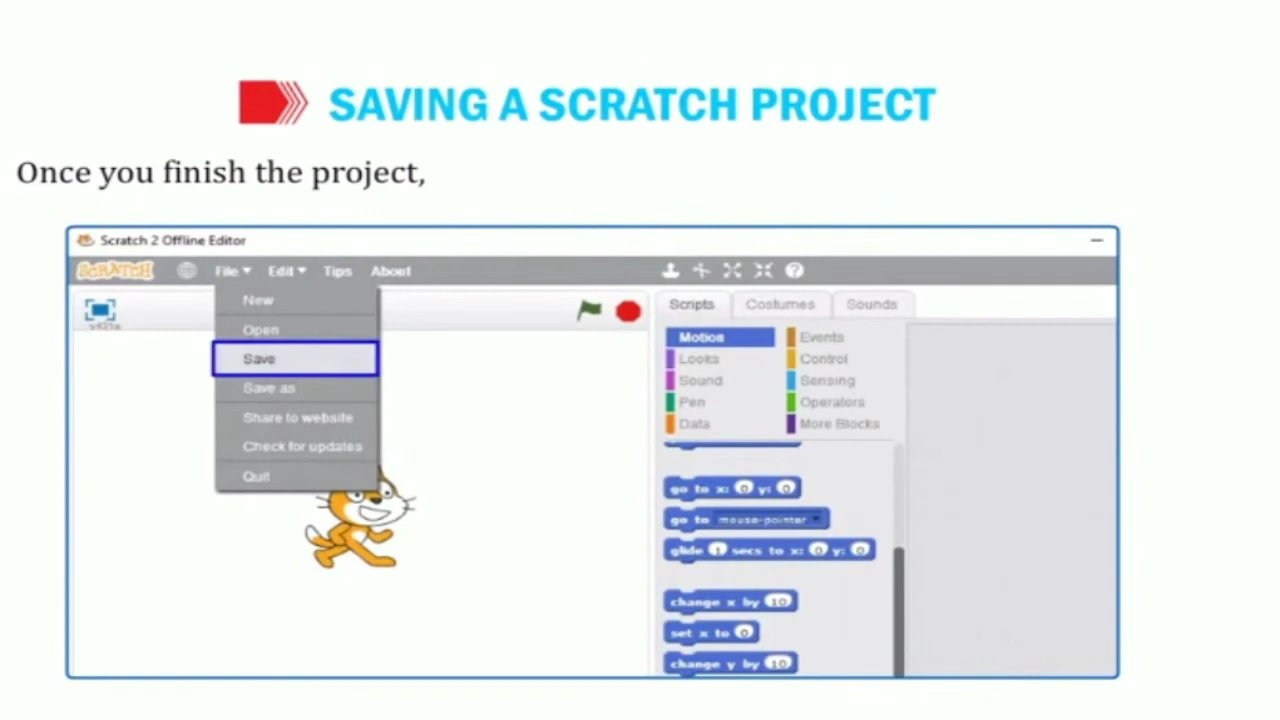 SAVING A SCRATCH PROJECT
Once you finish the project,
Scratch 2 Offline Editor
SCRATCH File Edit Tips About
New
Open
Save
Save as
Share to website
Check for updates
Quit
v431a
Scripts Costumes Sounds
Motion Events
Looks Control
Sound Sensing
Pen Operators
Data More Blocks
go to x: 0 y: 0
go to mouse-pointer
glide 1 secs to x: 0 y: 0
change x by 10
set x to 0
change y by 10